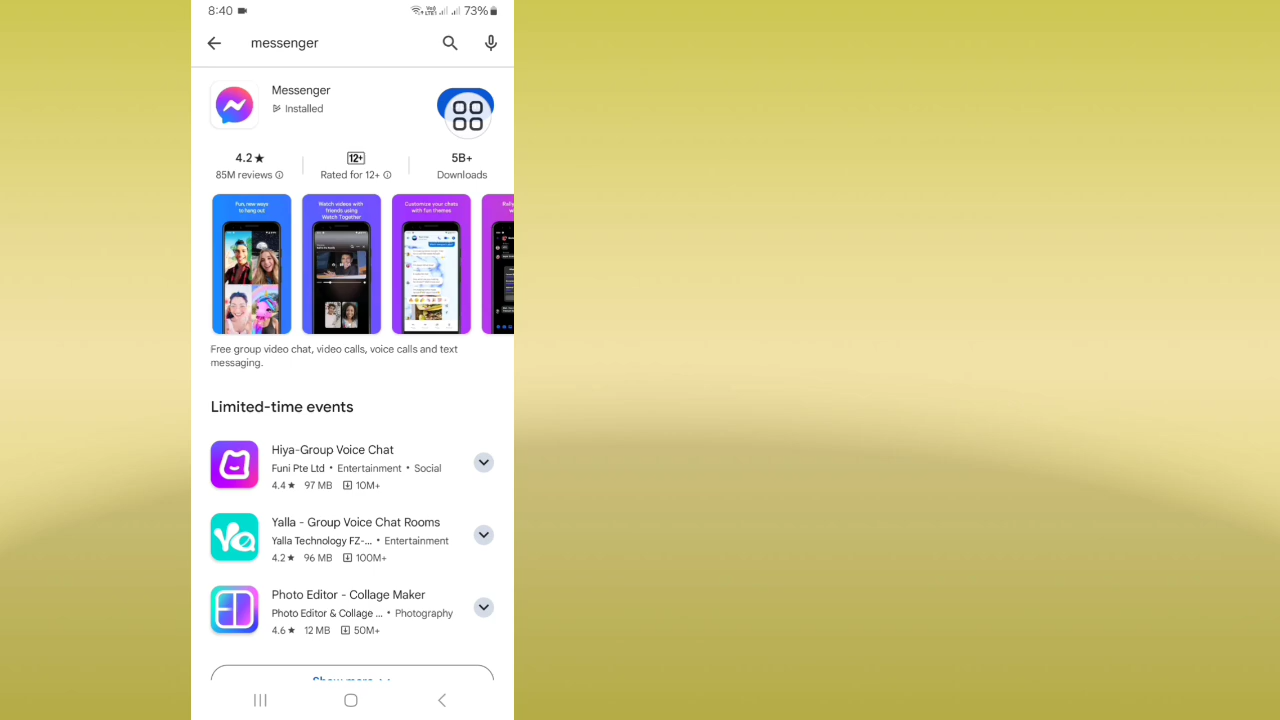 8:40
Vo)) LTE1
73%
messenger
Messenger
Installed
4.2★
12+
5B+
85M reviews
Rated for 12+
Downloads
Fun, new ways
to hang out
Watch videos with
friends using
Watch Together
Customize your chats
with fun themes
Free group video chat, video calls, voice calls and text
messaging.
Limited-time events
Hiya-Group Voice Chat
Funi Pte Ltd • Entertainment • Social
4.4★ 97 MB 10M+
Yalla - Group Voice Chat Rooms
Yalla Technology FZ-... • Entertainment
4.2★ 96 MB 100M+
Photo Editor - Collage Maker
Photo Editor & Collage ... • Photography
4.6★ 12 MB 50M+
Show more